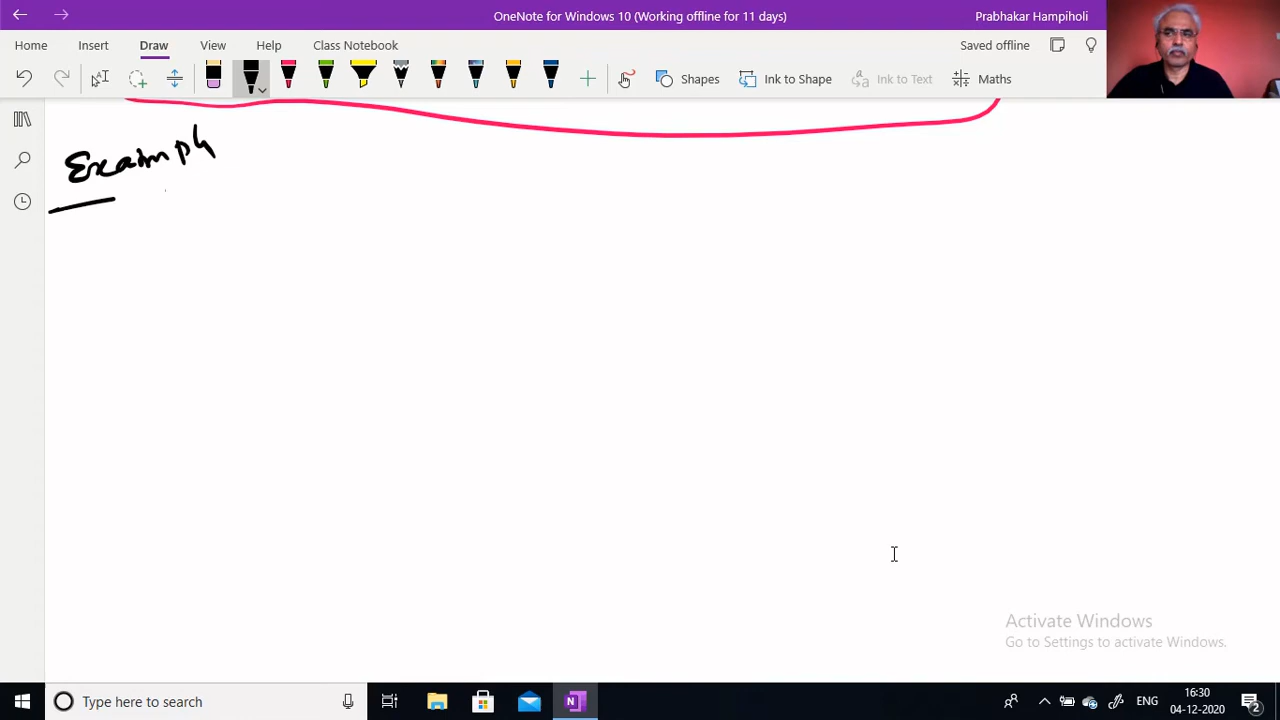 OneNote for Windows 10 (Working offline for 11 days)
Prabhakar Hampiholi
Home Insert Draw View Help Class Notebook Saved offline
Shapes Ink to Shape Ink to Text Maths
Example
Activate Windows
Go to Settings to activate Windows.
Type here to search
ENG
16:30
04-12-2020
2